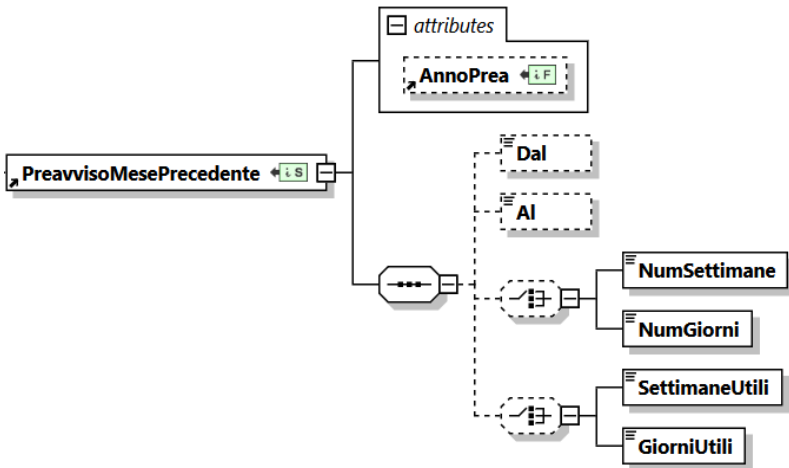 attributes
AnnoPrea i F
PreavvisoMesePrecedente i S
Dal
Al
NumSettimane
NumGiorni
SettimaneUtili
GiorniUtili